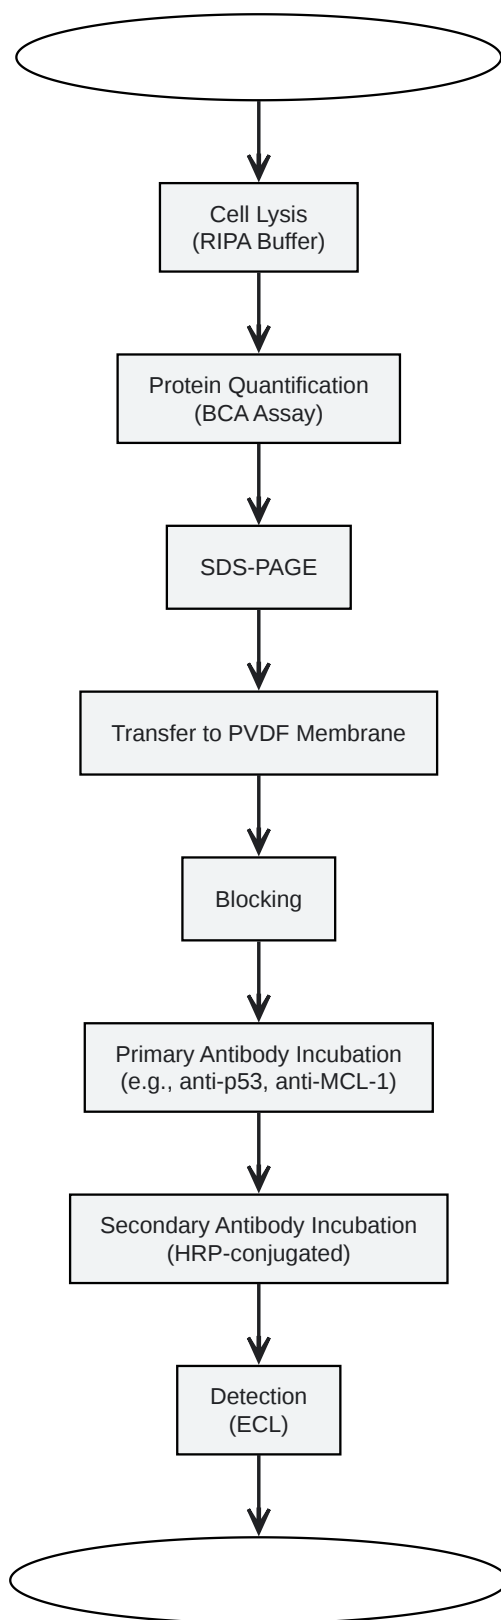 Cell Lysis
(RIPA Buffer)
Protein Quantification
(BCA Assay)
SDS-PAGE
Transfer to PVDF Membrane
Blocking
Primary Antibody Incubation
(e.g., anti-p53, anti-MCL-1)
Secondary Antibody Incubation
(HRP-conjugated)
Detection
(ECL)